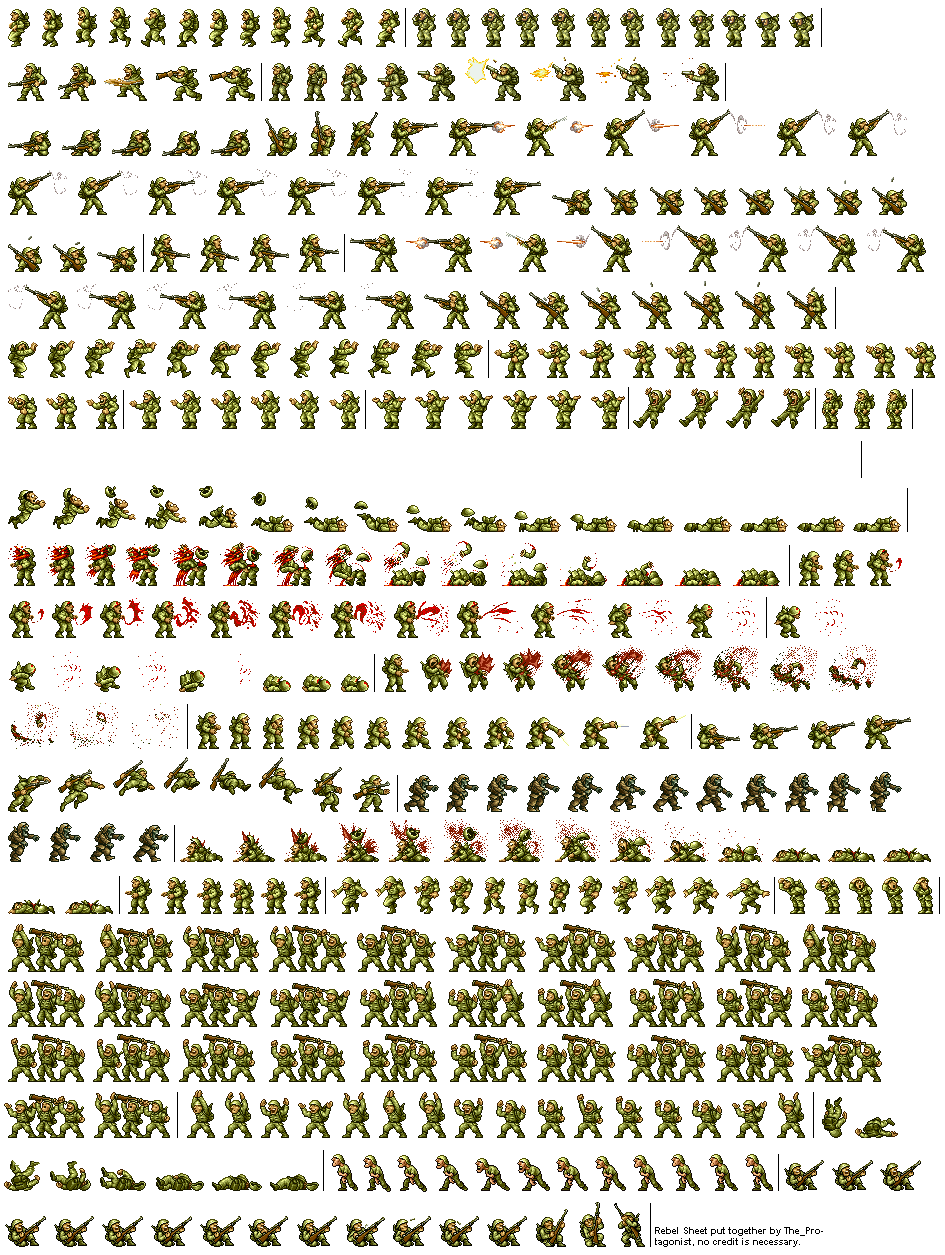 Rebel Sheet put together by The_Pro-
tagonist, no credit is necessary.